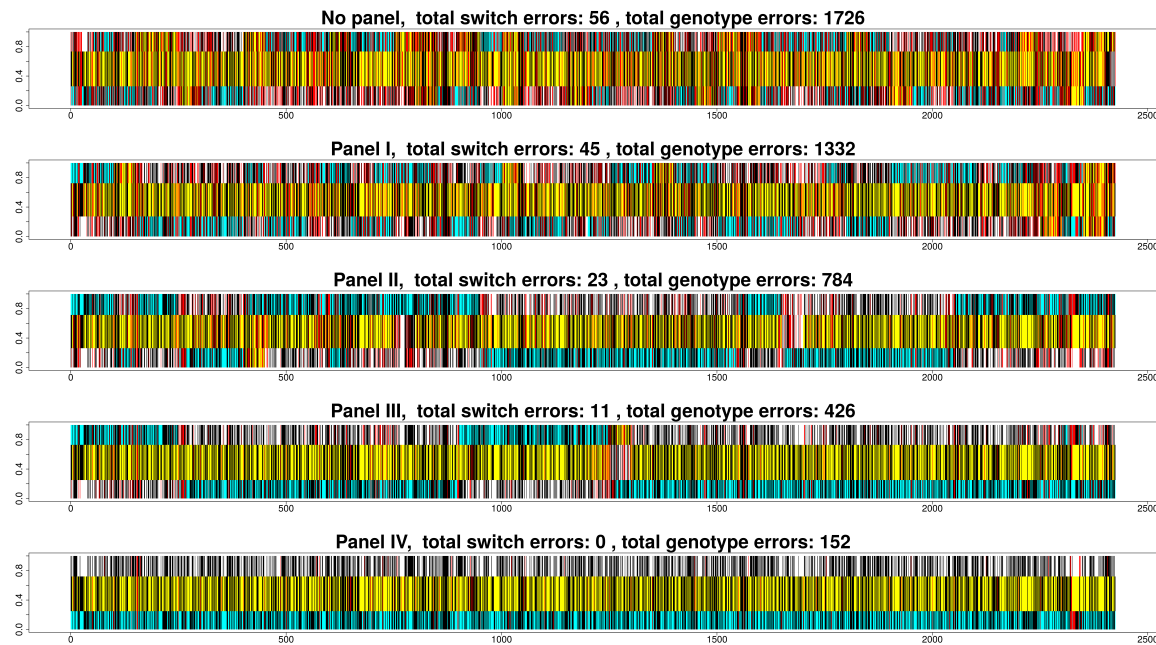 No panel, total switch errors: 56 , total genotype errors: 1726
0.0 0.4 0.8
0 500 1000 1500 2000 2500
Panel I, total switch errors: 45 , total genotype errors: 1332
0.0 0.4 0.8
0 500 1000 1500 2000 2500
Panel II, total switch errors: 23 , total genotype errors: 784
0.0 0.4 0.8
0 500 1000 1500 2000 2500
Panel III, total switch errors: 11 , total genotype errors: 426
0.0 0.4 0.8
0 500 1000 1500 2000 2500
Panel IV, total switch errors: 0 , total genotype errors: 152
0.0 0.4 0.8
0 500 1000 1500 2000 2500